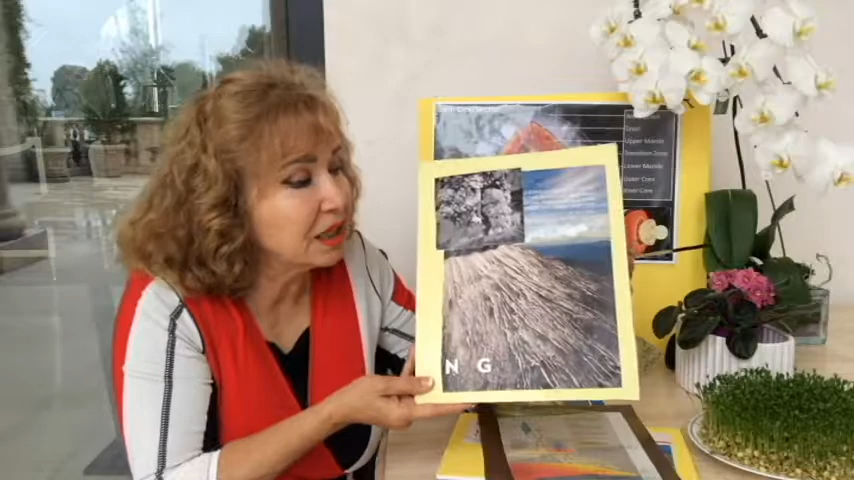 Crust
Upper Mantle
Transition Zone
Lower Mantle
Outer Core
Inner Core
N G